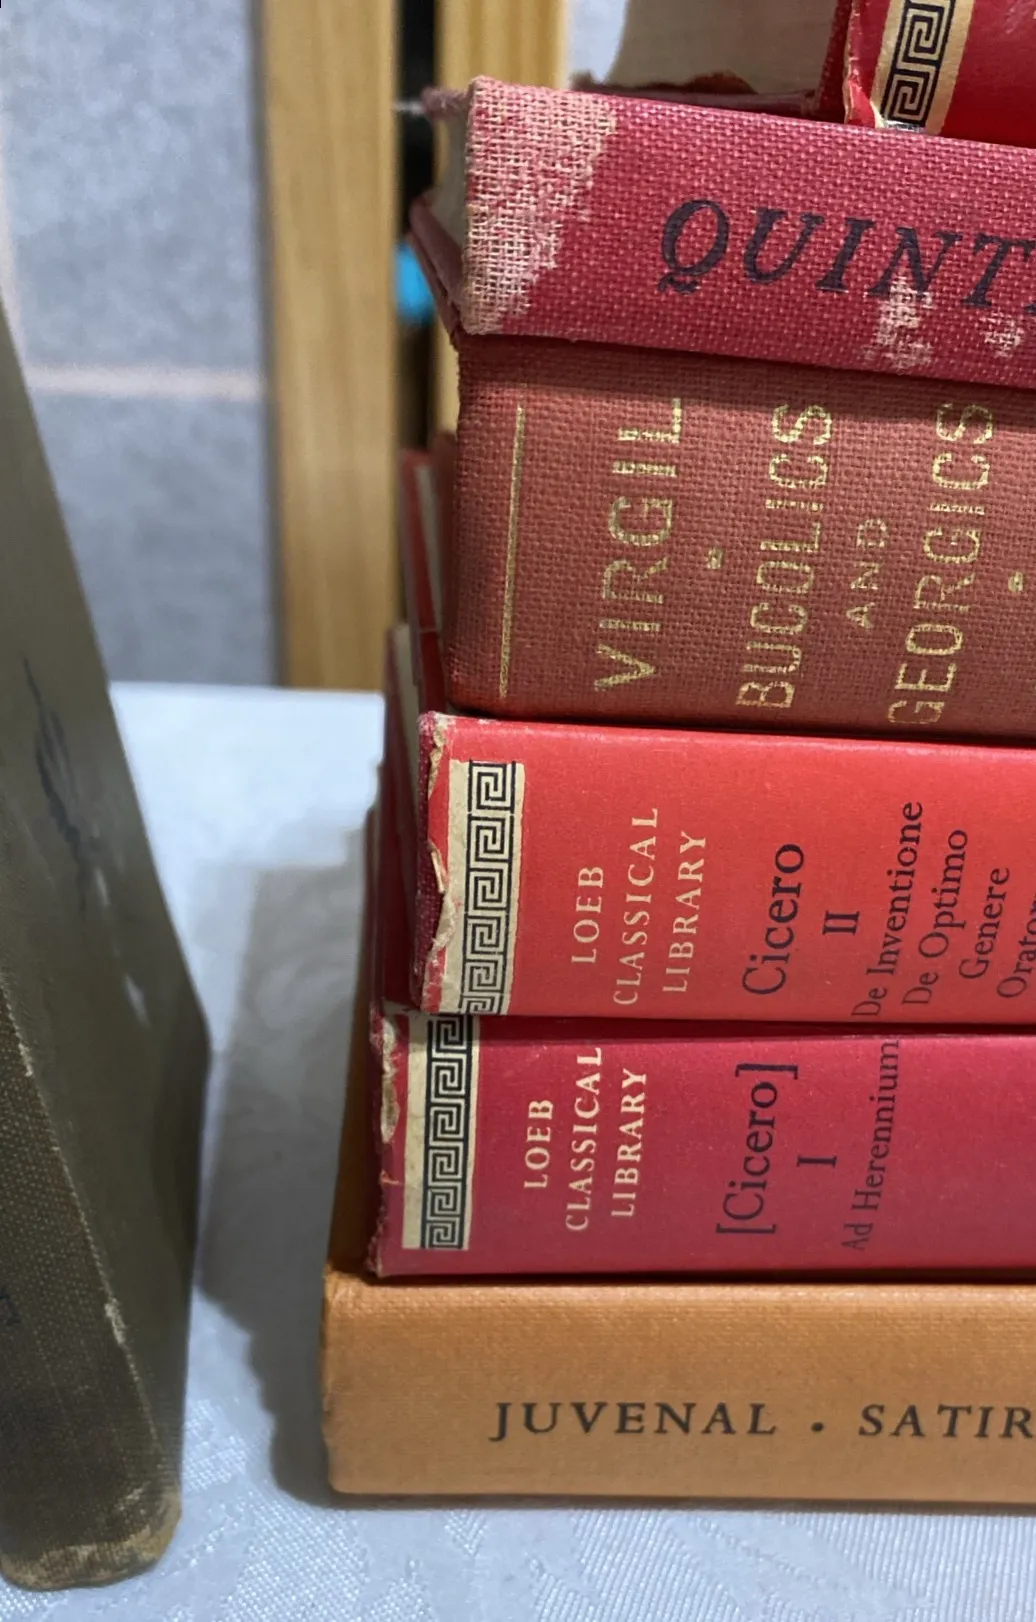 QUINT
VIRGIL
BUCOLICS
AND
GEORGICS
LOEB
CLASSICAL
LIBRARY
Cicero
II
De Inventione
De Optimo
Genere
Orator
LOEB
CLASSICAL
LIBRARY
[Cicero]
I
Ad Herennium
JUVENAL · SATIR